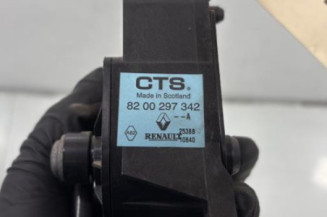 CTS®
Made in Scotland
82 00 297 342
--A
RENAULT